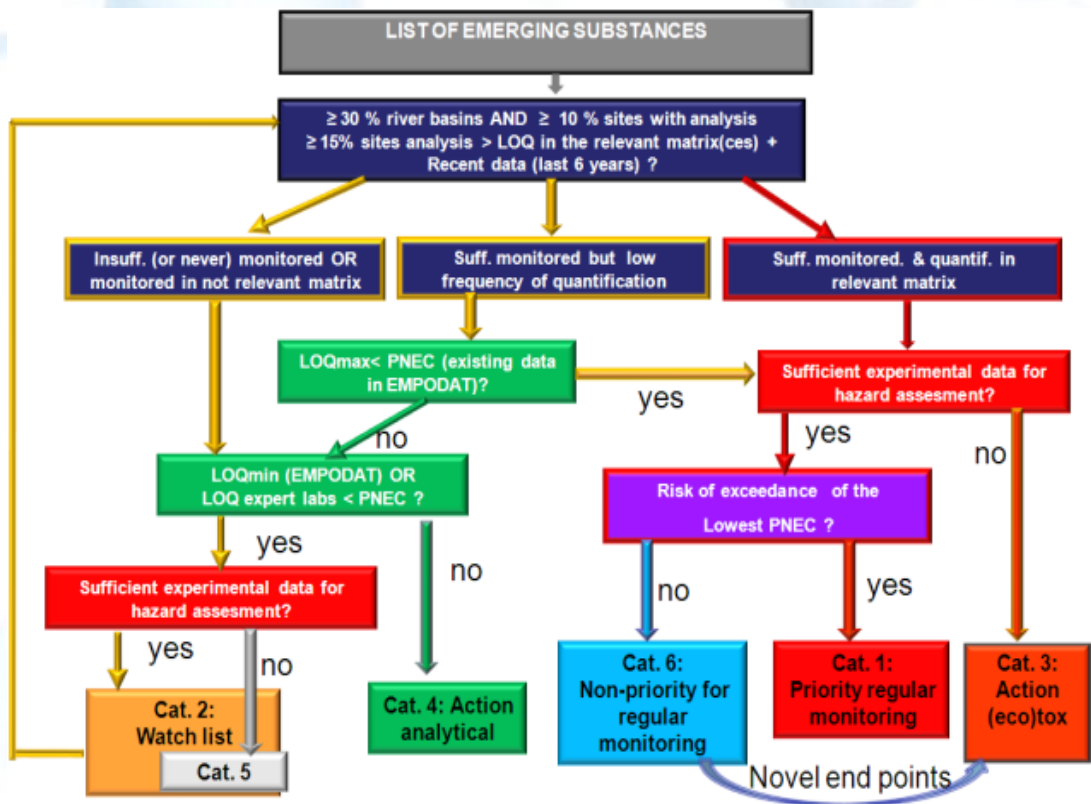 LIST OF EMERGING SUBSTANCES
≥ 30 % river basins AND ≥ 10 % sites with analysis
≥ 15% sites analysis > LOQ in the relevant matrix(ces) +
Recent data (last 6 years) ?
Insuff. (or never) monitored OR
monitored in not relevant matrix
Suff. monitored but low
frequency of quantification
Suff. monitored. & quantif. in
relevant matrix
LOQmax< PNEC (existing data
in EMPODAT)?
yes
Sufficient experimental data for
hazard assesment?
no
yes
no
LOQmin (EMPODAT) OR
LOQ expert labs < PNEC ?
Risk of exceedance of the
Lowest PNEC ?
yes
no
Sufficient experimental data for
hazard assesment?
no
yes
yes
no
Cat. 2:
Watch list
Cat. 5
Cat. 4: Action
analytical
Cat. 6:
Non-priority for
regular
monitoring
Cat. 1:
Priority regular
monitoring
Cat. 3:
Action
(eco)tox
Novel end points